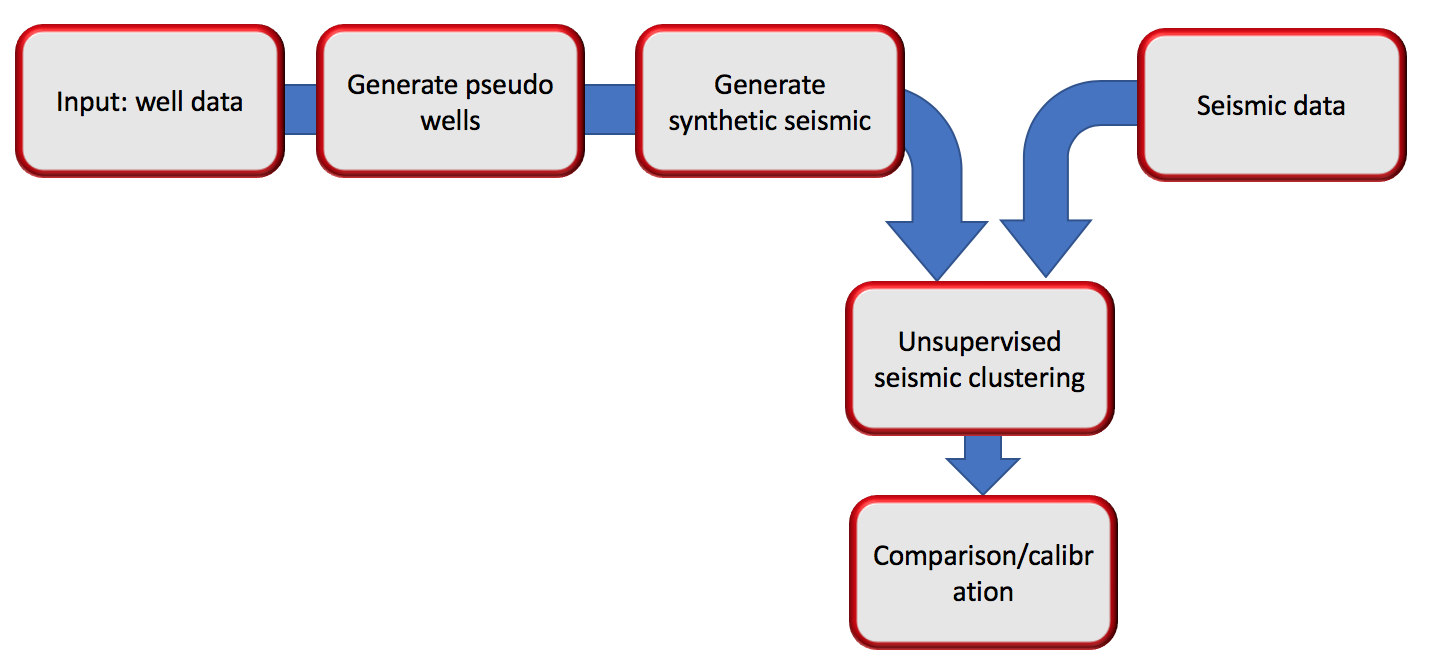 Input: well data
Generate pseudo
wells
Generate
synthetic seismic
Seismic data
Unsupervised
seismic clustering
Comparison/calibr
ation